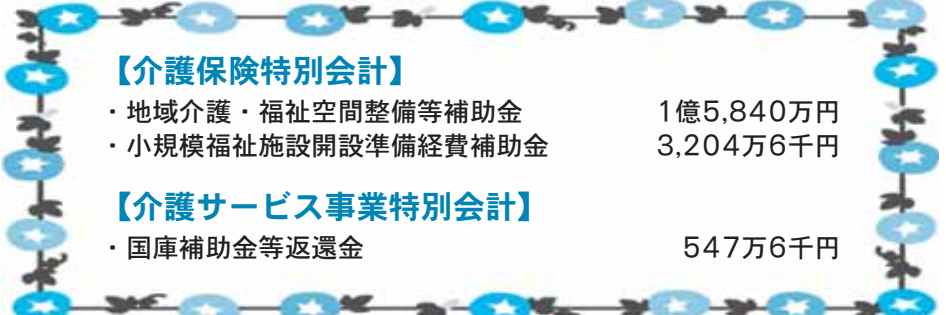 【介護保険特別会計】
・地域介護・福祉空間整備等補助金 1億5,840万円
・小規模福祉施設開設準備経費補助金 3,204万6千円
【介護サービス事業特別会計】
・国庫補助金等返還金 547万6千円